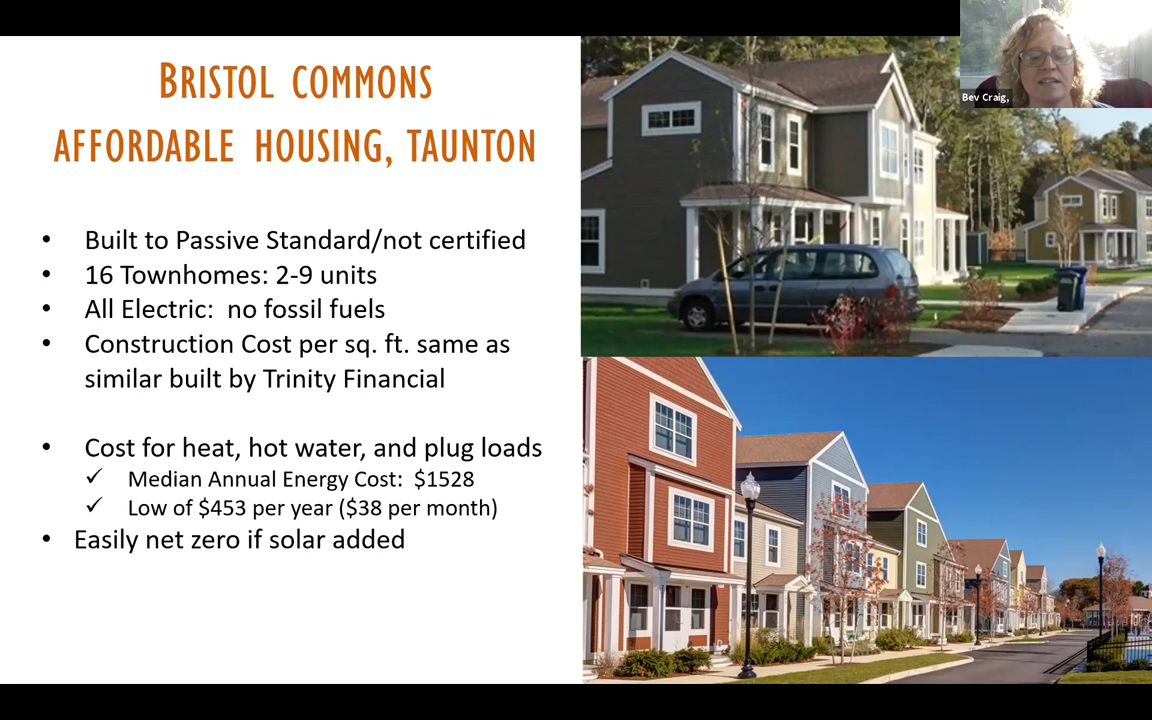 BRISTOL COMMONS
AFFORDABLE HOUSING, TAUNTON
• Built to Passive Standard/not certified
• 16 Townhomes: 2-9 units
• All Electric: no fossil fuels
• Construction Cost per sq. ft. same as
similar built by Trinity Financial
• Cost for heat, hot water, and plug loads
✓ Median Annual Energy Cost: $1528
✓ Low of $453 per year ($38 per month)
• Easily net zero if solar added
Bev Craig,